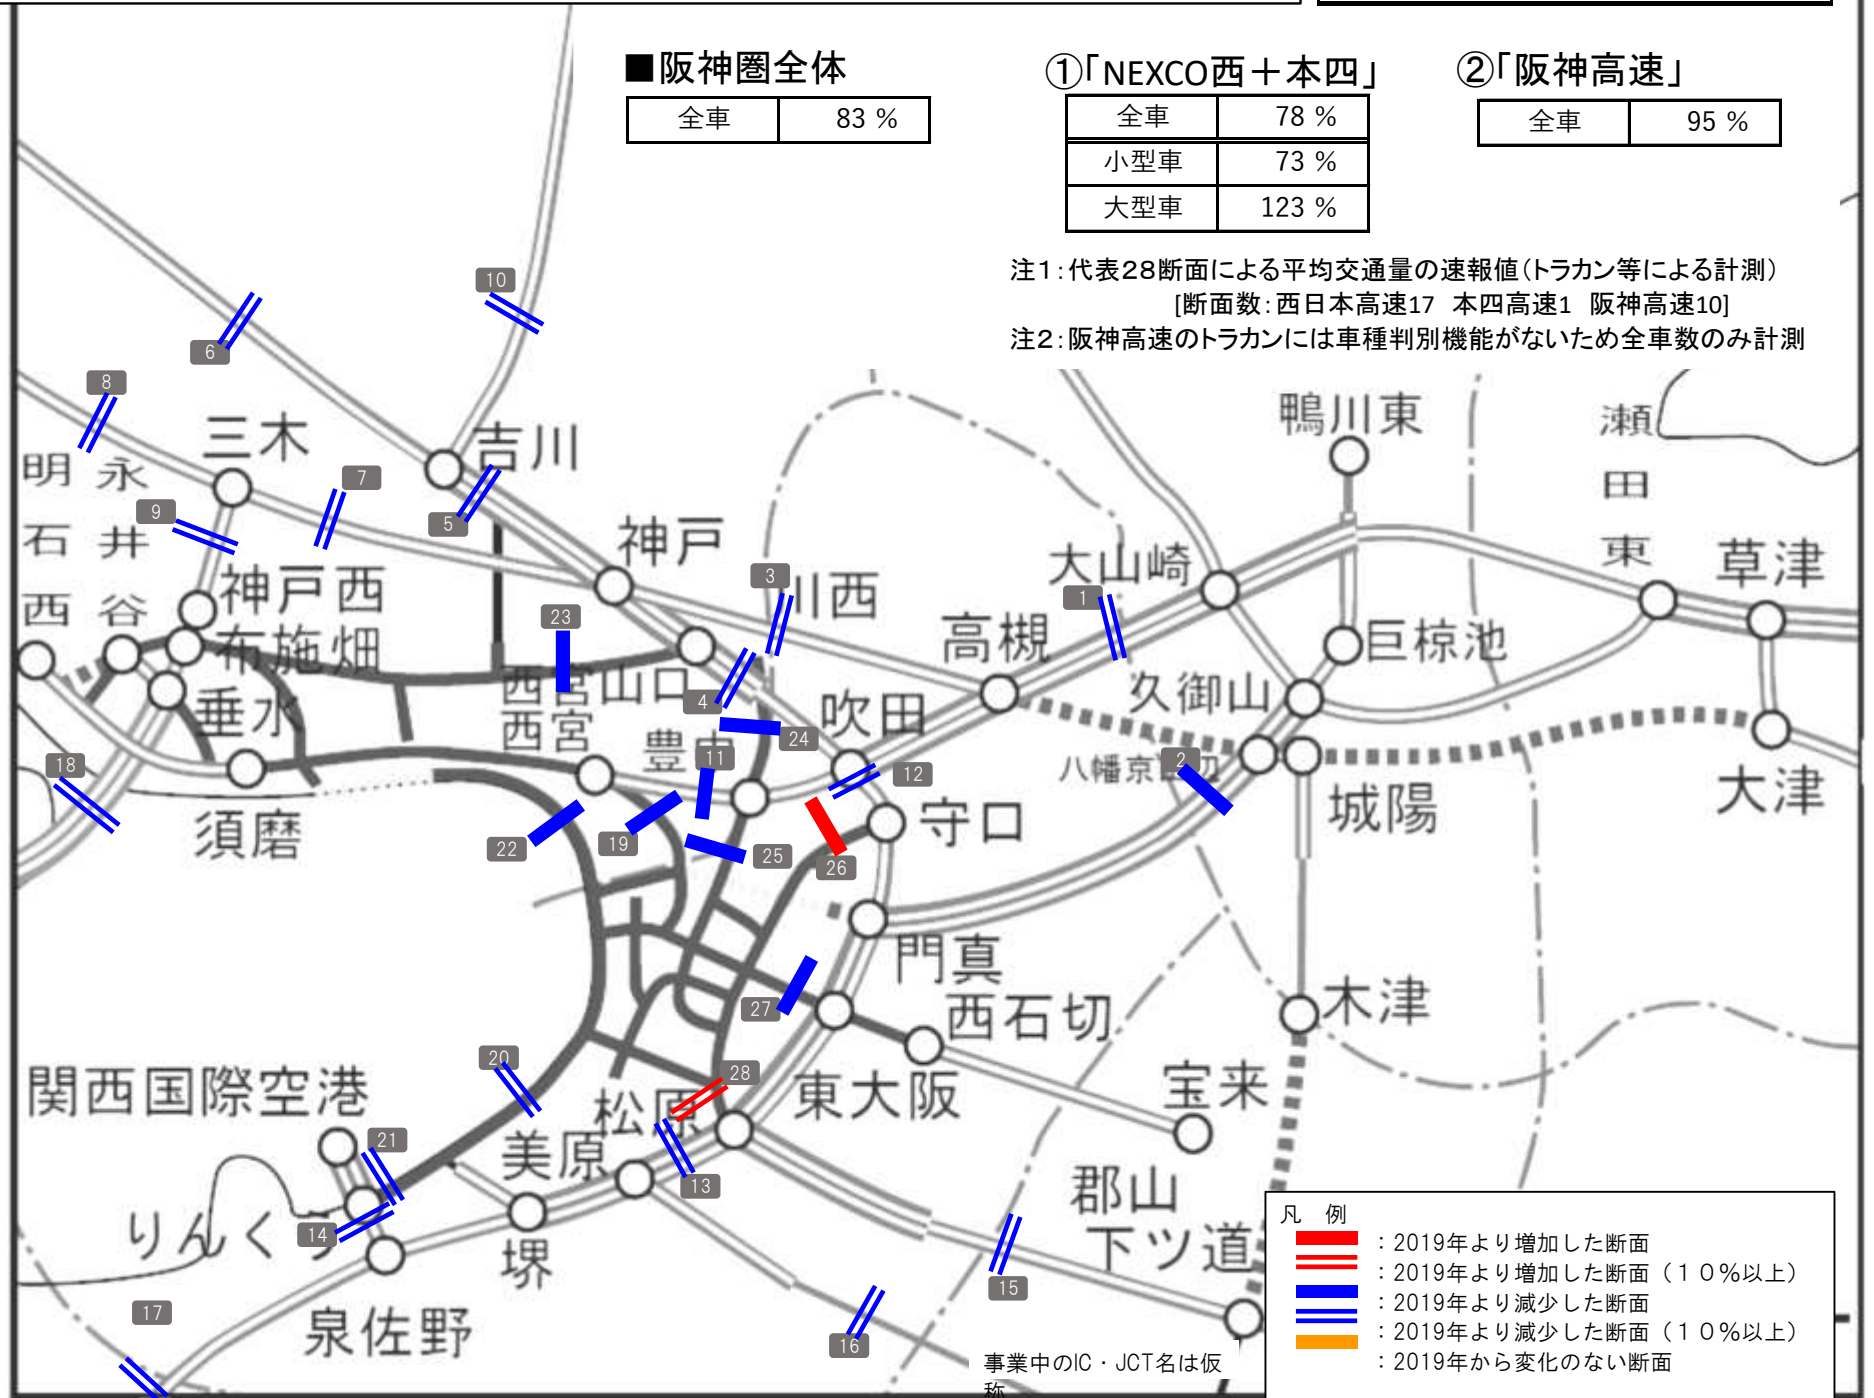 ■阪神圏全体
全車 83 %
①「NEXCO西＋本四」
全車 78 %
小型車 73 %
大型車 123 %
②「阪神高速」
全車 95 %
注1：代表28断面による平均交通量の速報値（トラカン等による計測）
［断面数：西日本高速17　本四高速1　阪神高速10］
注2：阪神高速のトラカンには車種判別機能がないため全車数のみ計測
10
6
8
三木
吉川
鴨川東
瀬田東
明石西
永井谷
7
9
5
神戸
3
川西
大山崎
1
草津
神戸西
23
高槻
布施畑
巨椋池
西宮山口
4
久御山
垂水
西宮
豊中
24
吹田
18
11
12
八幡京田辺
2
城陽
大津
須磨
22
19
25
26
守口
門真
27
西石切
木津
20
関西国際空港
松原
28
東大阪
宝来
21
美原
13
郡山
下ツ道
りんくう
14
堺
15
17
泉佐野
16
事業中のIC・JCT名は仮
称
凡　例
：2019年より増加した断面
：2019年より増加した断面（１０％以上）
：2019年より減少した断面
：2019年より減少した断面（１０％以上）
：2019年から変化のない断面